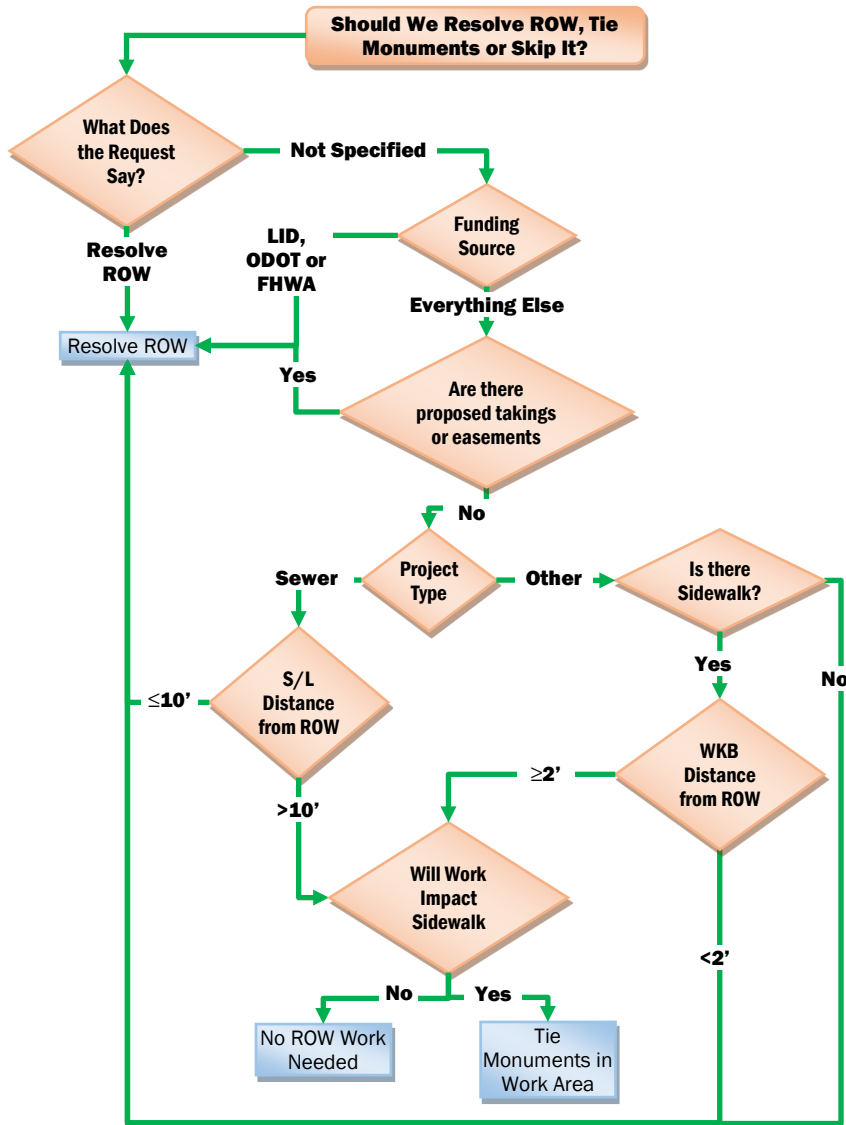 Should We Resolve ROW, Tie
Monuments or Skip It?
What Does
the Request
Say?
Not Specified
Funding
Source
Resolve
ROW
LID,
ODOT or
FHWA
Everything Else
Resolve ROW
Yes
Are there
proposed takings
or easements
No
Sewer
Project
Type
Other
Is there
Sidewalk?
Yes
No
≤10’
S/L
Distance
from ROW
WKB
Distance
from ROW
≥2’
>10’
Will Work
Impact
Sidewalk
<2’
No
Yes
No ROW Work
Needed
Tie
Monuments in
Work Area